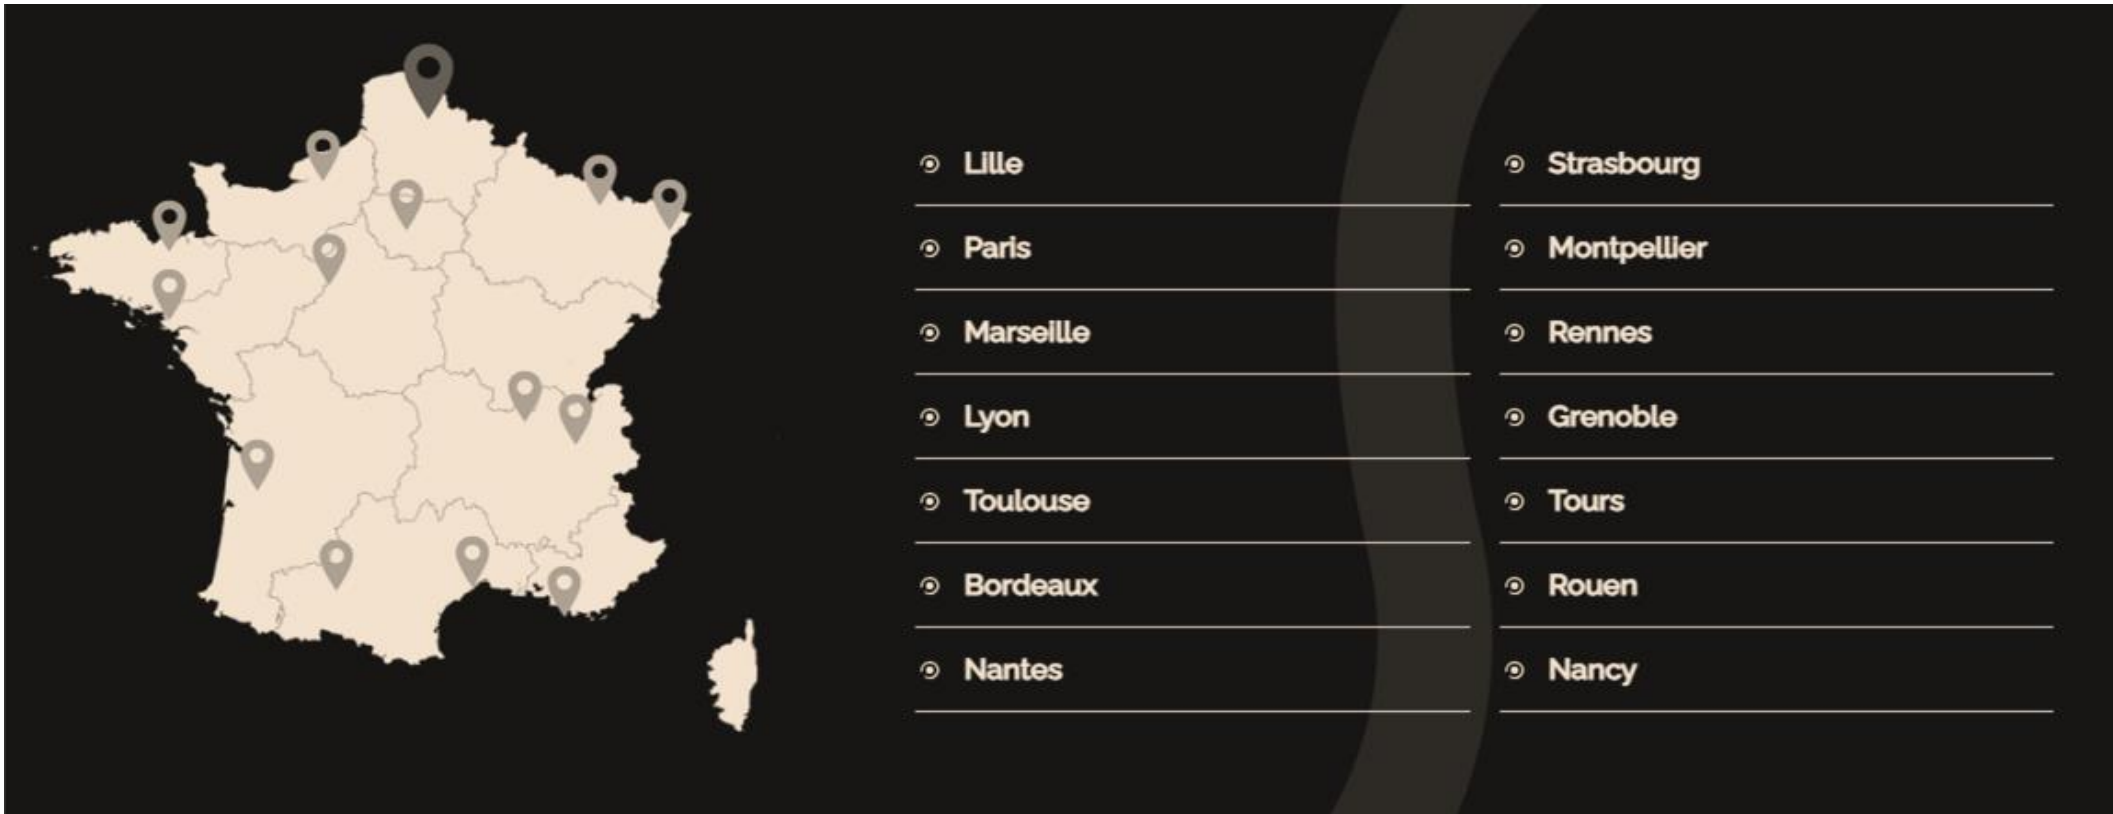 Lille
Paris
Marseille
Lyon
Toulouse
Bordeaux
Nantes
Strasbourg
Montpellier
Rennes
Grenoble
Tours
Rouen
Nancy